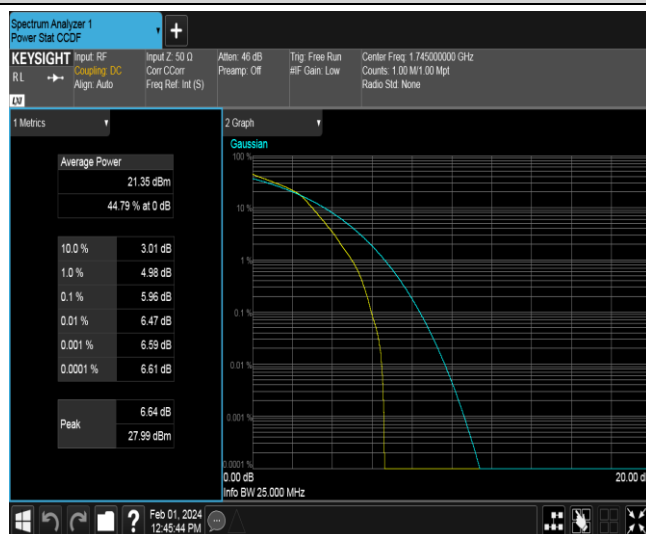 Spectrum Analyzer 1
Power Stat CCDF
+
KEYSIGHT
RL
LXI
Input: RF
Coupling: DC
Align: Auto
Input Z: 50 Ω
Corr CCorr
Freq Ref: Int (S)
Atten: 46 dB
Preamp: Off
Trig: Free Run
#IF Gain: Low
Center Freq: 1.745000000 GHz
Counts: 1.00 M/1.00 Mpt
Radio Std: None
1 Metrics
Average Power
21.35 dBm
44.79 % at 0 dB
10.0 % 3.01 dB
1.0 % 4.98 dB
0.1 % 5.96 dB
0.01 % 6.47 dB
0.001 % 6.59 dB
0.0001 % 6.61 dB
Peak 6.64 dB
27.99 dBm
2 Graph
Gaussian
100 %
10 %
1 %
0.1 %
0.01 %
0.001 %
0.0001 %
0.00 dB 20.00 d
Info BW 25.000 MHz
?
Feb 01, 2024
12:45:44 PM